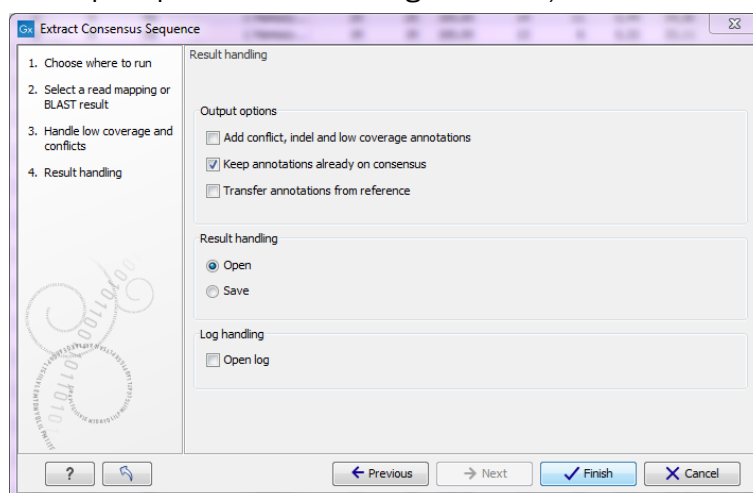 Gx Extract Consensus Sequence
1. Choose where to run
2. Select a read mapping or
BLAST result
3. Handle low coverage and
conflicts
4. Result handling
Result handling
Output options
Add conflict, indel and low coverage annotations
Keep annotations already on consensus
Transfer annotations from reference
Result handling
Open
Save
Log handling
Open log
?
Previous
Next
Finish
Cancel